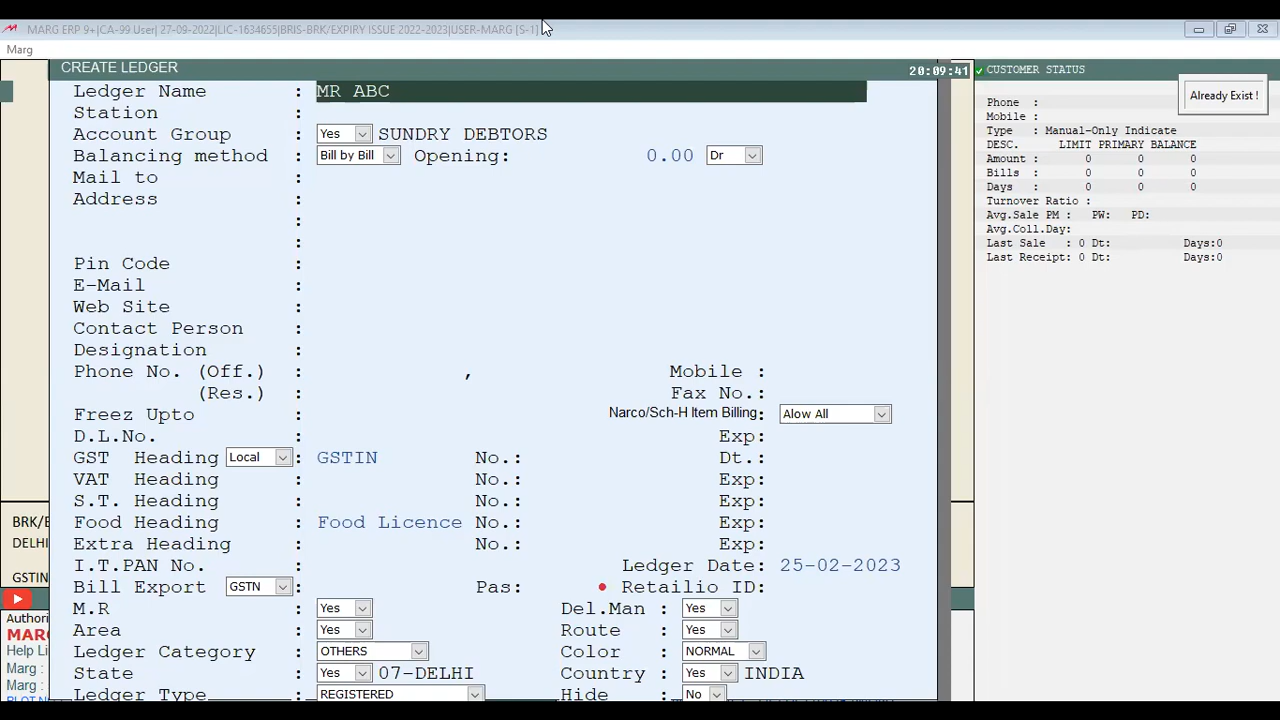 MARG ERP 9+|CA-99 User| 27-09-2022|LIC-1634655|BRIS-BRK/EXPIRY ISSUE 2022-2023|USER-MARG [S-1]
Marg
CREATE LEDGER 20:09:41 CUSTOMER STATUS
Already Exist !
Ledger Name : MR ABC
Station :
Account Group : Yes SUNDRY DEBTORS
Balancing method : Bill by Bill Opening: 0.00 Dr
Mail to :
Address :
:
:
Pin Code :
E-Mail :
Web Site :
Contact Person :
Designation :
Phone No. (Off.) : , Mobile :
(Res.) : Fax No.:
Freez Upto : Narco/Sch-H Item Billing: Alow All
D.L.No. : Exp:
GST Heading Local : GSTIN No.: Dt.:
VAT Heading : No.: Exp:
S.T. Heading : No.: Exp:
Food Heading : Food Licence No.: Exp:
Extra Heading : No.: Exp:
I.T.PAN No. : Ledger Date: 25-02-2023
Bill Export GSTN : Pas: Retailio ID:
M.R : Yes Del.Man : Yes
Area : Yes Route : Yes
Ledger Category : OTHERS Color : NORMAL
State : Yes 07-DELHI Country : Yes INDIA
Ledger Type : REGISTERED Hide : No
Phone :
Mobile :
Type : Manual-Only Indicate
DESC. LIMIT PRIMARY BALANCE
Amount : 0 0 0
Bills : 0 0 0
Days : 0 0 0
Turnover Ratio :
Avg.Sale PM : PW: PD:
Avg.Coll.Day:
Last Sale : 0 Dt: Days:0
Last Receipt: 0 Dt: Days:0
BRK/E
DELHI
GSTIN
Authori
MARG
Help Li
Marg :
Marg :